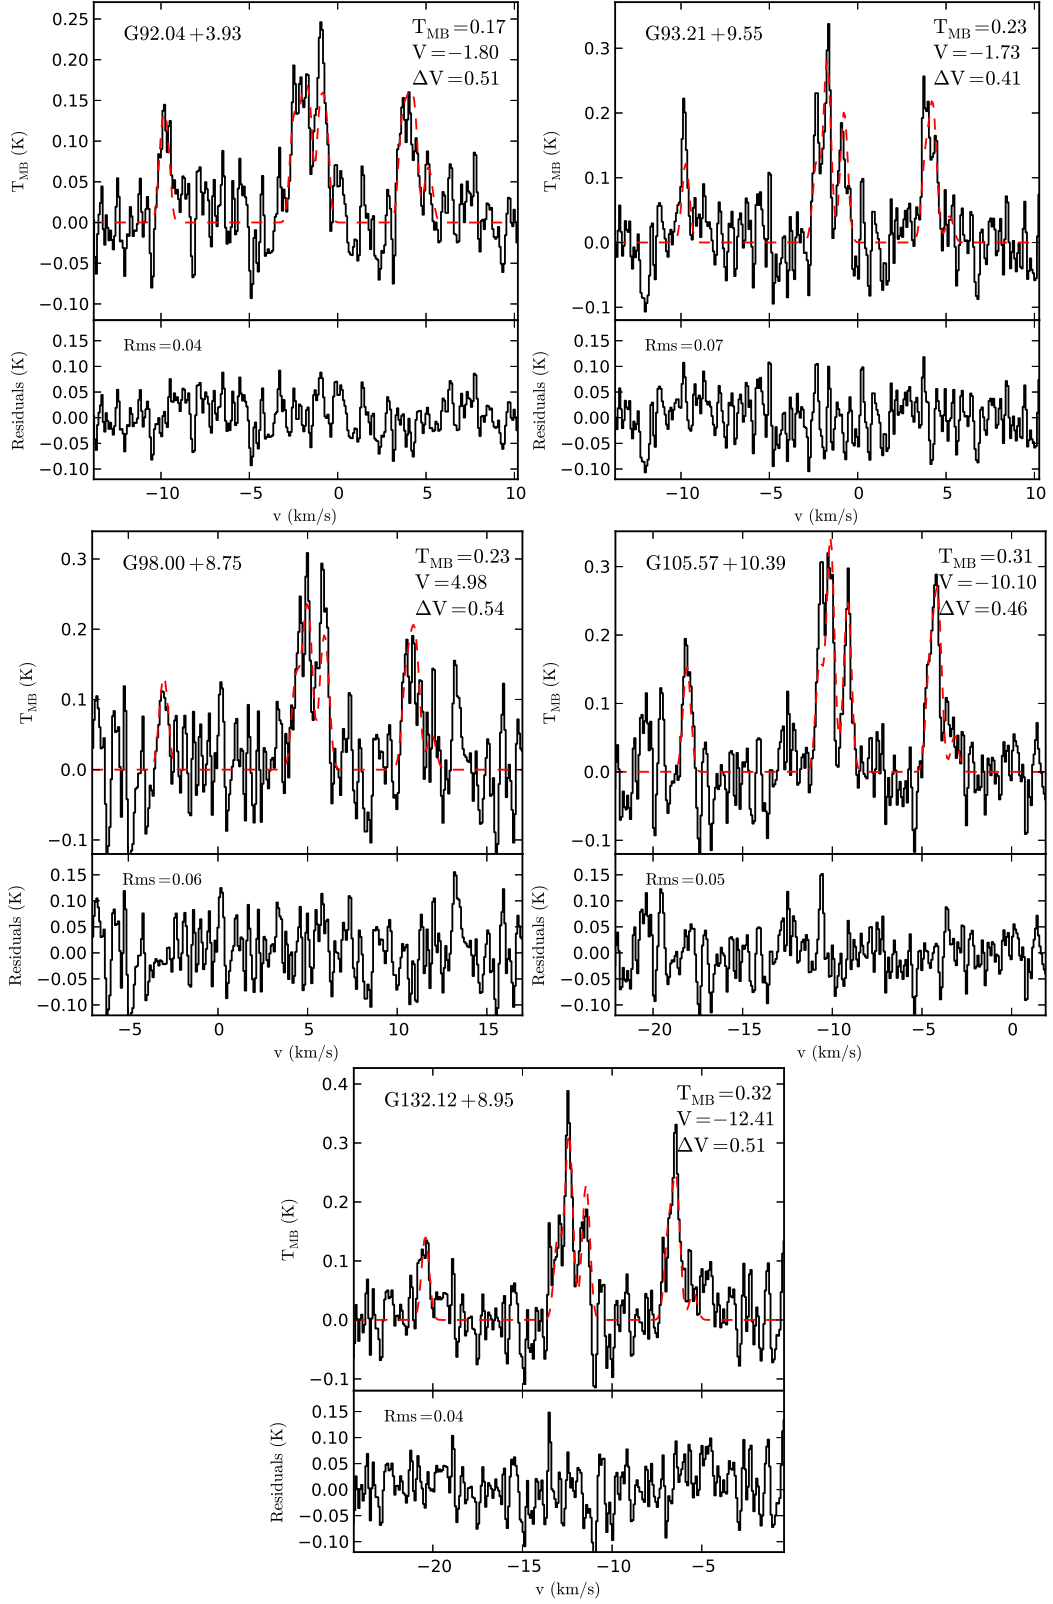 G92.04+3.93
T_MB=0.17
V=−1.80
ΔV=0.51
0.25
0.20
0.15
0.10
0.05
0.00
−0.05
−0.10
T_MB (K)
Rms=0.04
0.15
0.10
0.05
0.00
−0.05
−0.10
Residuals (K)
−10 −5 0 5 10
v (km/s)
G93.21+9.55
T_MB=0.23
V=−1.73
ΔV=0.41
0.3
0.2
0.1
0.0
−0.1
T_MB (K)
Rms=0.07
0.15
0.10
0.05
0.00
−0.05
−0.10
Residuals (K)
−10 −5 0 5 10
v (km/s)
G98.00+8.75
T_MB=0.23
V=4.98
ΔV=0.54
0.3
0.2
0.1
0.0
−0.1
T_MB (K)
Rms=0.06
0.15
0.10
0.05
0.00
−0.05
−0.10
Residuals (K)
−5 0 5 10 15
v (km/s)
G105.57+10.39
T_MB=0.31
V=−10.10
ΔV=0.46
0.3
0.2
0.1
0.0
−0.1
T_MB (K)
Rms=0.05
0.15
0.10
0.05
0.00
−0.05
−0.10
Residuals (K)
−20 −15 −10 −5 0
v (km/s)
G132.12+8.95
T_MB=0.32
V=−12.41
ΔV=0.51
0.4
0.3
0.2
0.1
0.0
−0.1
T_MB (K)
Rms=0.04
0.15
0.10
0.05
0.00
−0.05
−0.10
Residuals (K)
−20 −15 −10 −5
v (km/s)